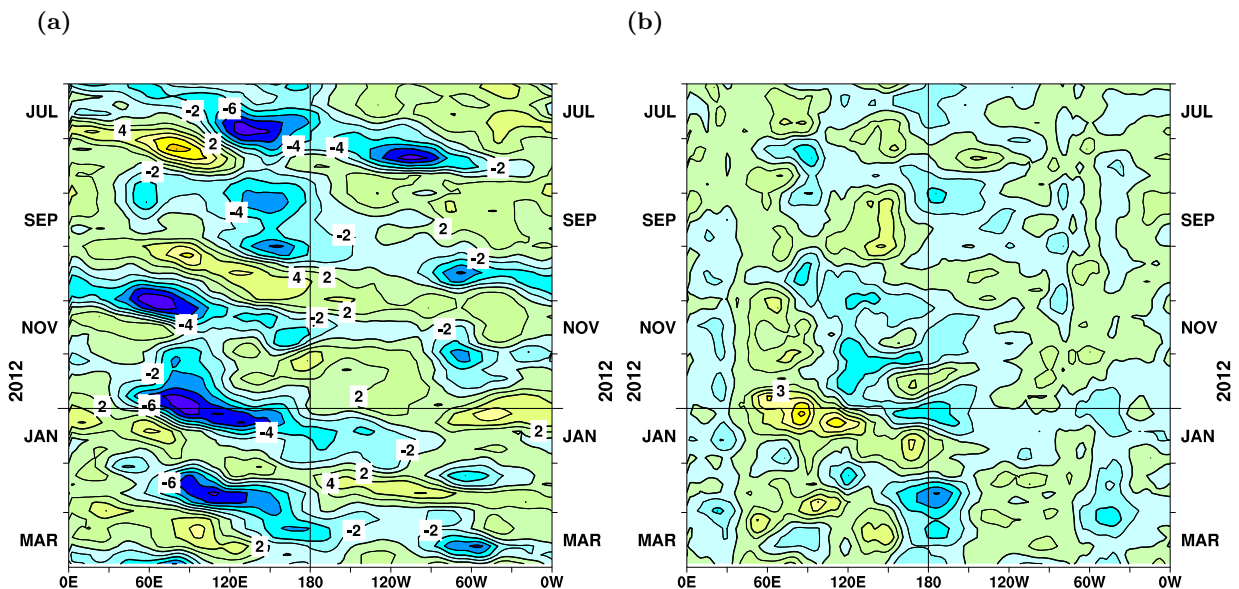 (a) (b)
JUL -2 -6 JUL JUL
4 2 -4 -4 -2
-2
SEP -4 2 SEP SEP SEP
-2 -2
4 2
2
NOV -4 -2 -2 NOV NOV NOV
-2
2012 2 -6 2 2012 2012 3 2012
-4 2
JAN -2 JAN JAN JAN
-6 4 2
-2 -2
MAR 2 MAR MAR MAR
0E 60E 120E 180 120W 60W 0W 0E 60E 120E 180 120W 60W 0W